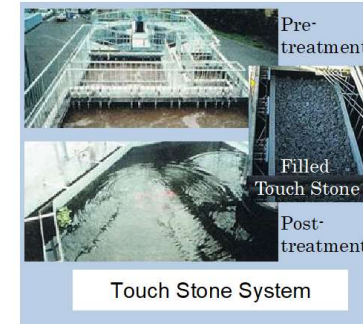 Pre-
treatment
Filled
Touch Stone
Post-
treatment
Touch Stone System